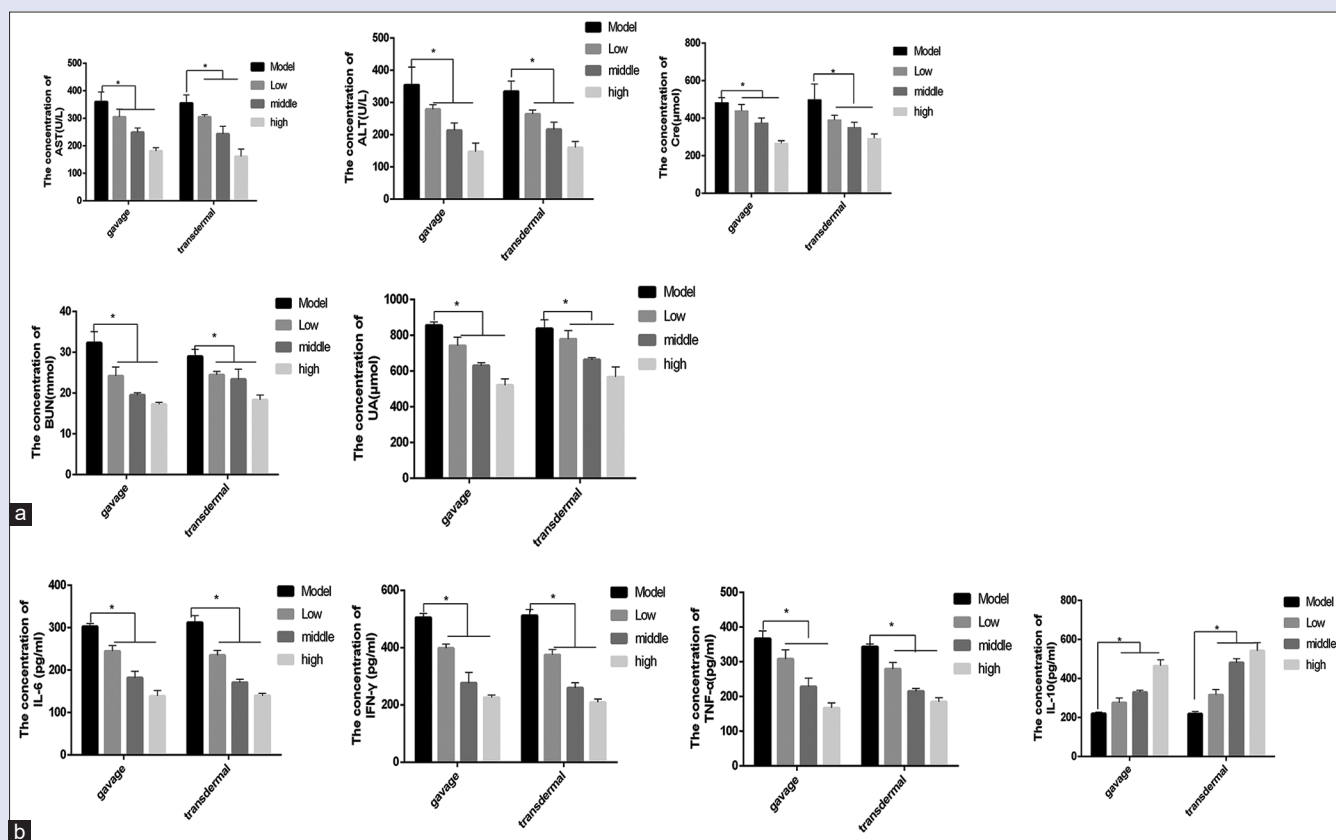 The concentration of
AST(U/L)
500
400
300
200
100
0
*
*
gavage
transdermal
Model
Low
middle
high
The concentration of
ALT(U/L)
500
400
300
200
100
0
*
*
gavage
transdermal
Model
Low
middle
high
The concentration of
Cre(μmol)
800
600
400
200
0
*
*
gavage
transdermal
Model
Low
middle
high
The concentration of
BUN(mmol)
40
30
20
10
0
*
*
gavage
transdermal
Model
Low
middle
high
The concentration of
UA(μmol)
1000
800
600
400
200
0
*
*
gavage
transdermal
Model
Low
middle
high
a
The concentration of
IL-6 (pg/ml)
400
300
200
100
0
*
*
gavage
transdermal
Model
Low
middle
high
The concentration of
IFN-γ (pg/ml)
600
400
200
0
*
*
gavage
transdermal
Model
Low
middle
high
The concentration of
TNF-α(pg/ml)
500
400
300
200
100
0
*
*
gavage
transdermal
Model
Low
middle
high
The concentration of
IL-10(pg/ml)
800
600
400
200
0
*
*
gavage
transdermal
Model
Low
middle
high
b